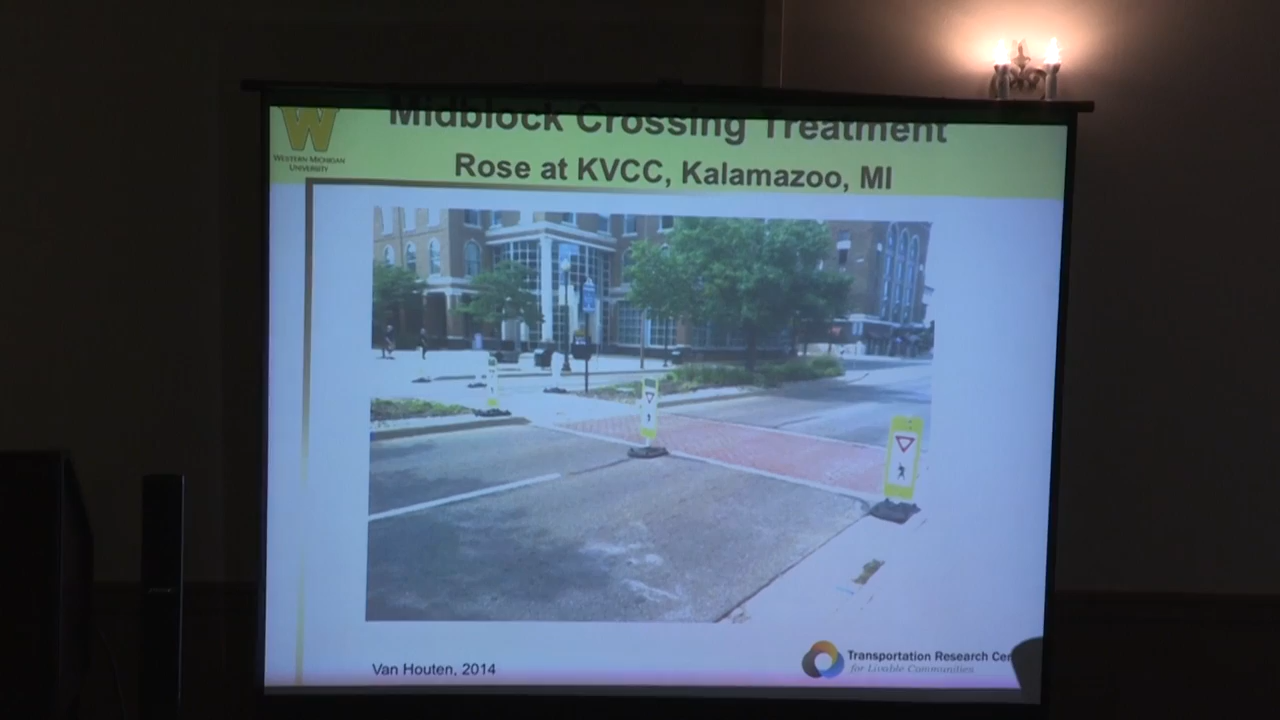 Midblock Crossing Treatment
Rose at KVCC, Kalamazoo, MI
W
WESTERN MICHIGAN
UNIVERSITY
Van Houten, 2014
Transportation Research Cen
for Livable Communities